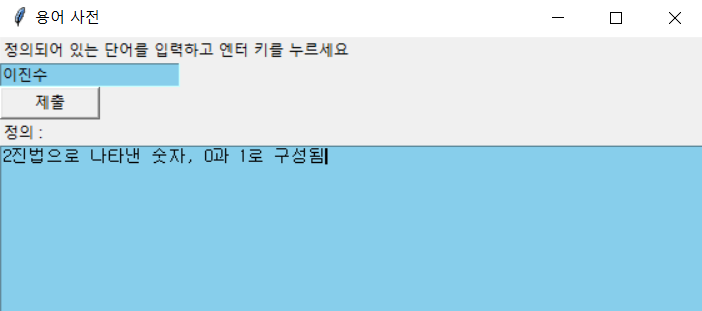 용어 사전
정의되어 있는 단어를 입력하고 엔터 키를 누르세요
이진수
제출
정의 :
2진법으로 나타낸 숫자, 0과 1로 구성됨